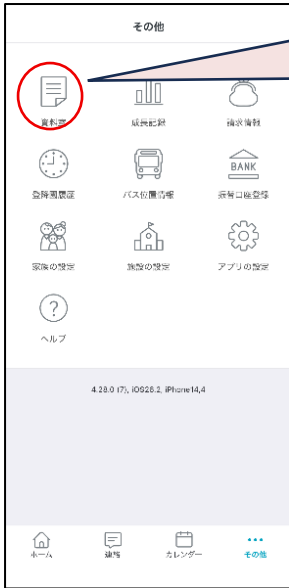 その他
資料室
成長記録
請求情報
登降園履歴
バス位置情報
BANK
振替口座登録
家族の設定
施設の設定
アプリの設定
?
ヘルプ
4.28.0 (7), iOS26.2, iPhone14,4
ホーム
連絡
カレンダー
その他